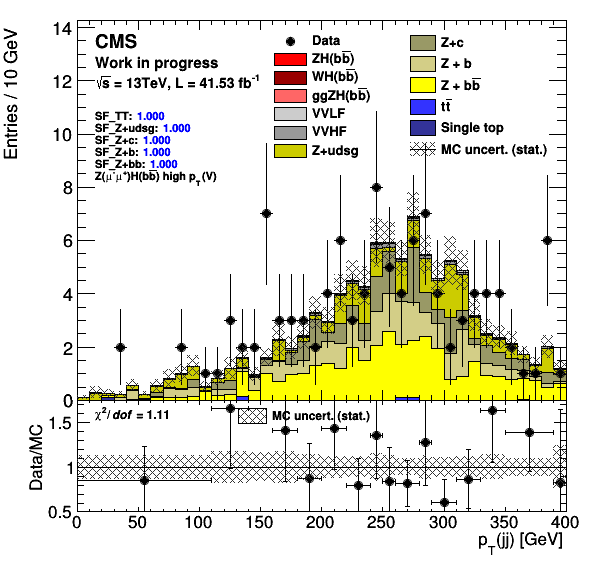 CMS
Work in progress
√s = 13TeV, L = 41.53 fb⁻¹
SF_TT: 1.000
SF_Z+udsg: 1.000
SF_Z+c: 1.000
SF_Z+b: 1.000
SF_Z+bb: 1.000
Z(μ⁻μ⁺)H(bb̅) high p_T(V)
Data
ZH(bb̅)
WH(bb̅)
ggZH(bb̅)
VVLF
VVHF
Z+udsg
Z+c
Z + b
Z + bb̅
tt̅
Single top
MC uncert. (stat.)
Entries / 10 GeV
14
12
10
8
6
4
2
0
χ²/dof = 1.11
MC uncert. (stat.)
Data/MC
1.5
1
0.5
0 50 100 150 200 250 300 350 400
p_T(jj) [GeV]